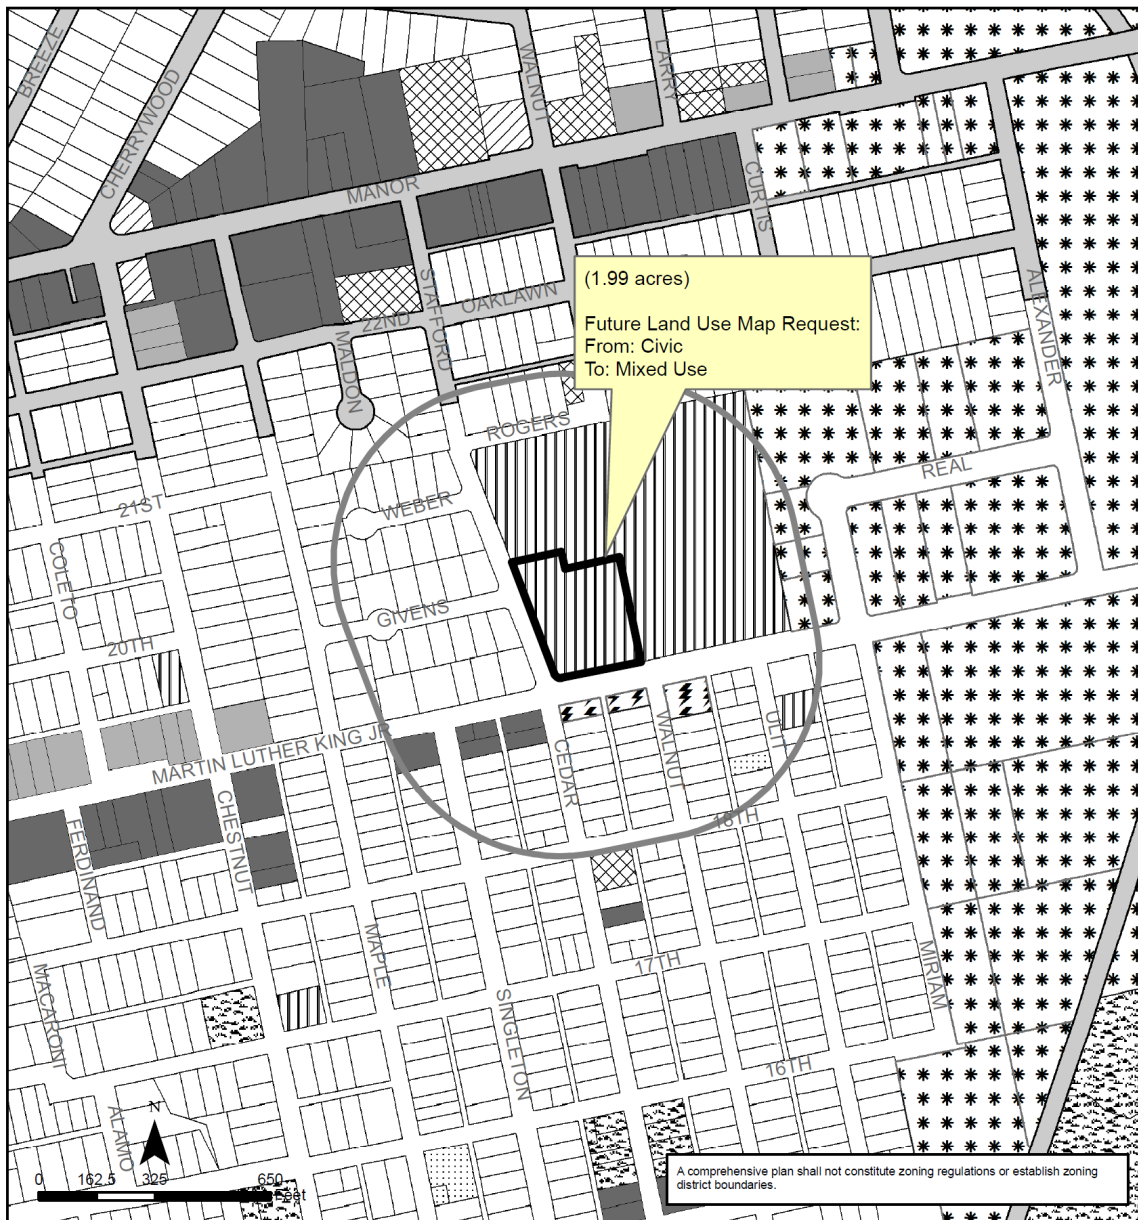 BREEZE
CHERRYWOOD
WALNUT
LARRY
MANOR
CURTIS
(1.99 acres)
Future Land Use Map Request:
From: Civic
To: Mixed Use
STAFFORD
OAKLAWN
22ND
MALDON
ALEXANDER
ROGERS
REAL
WEBER
21ST
COLETO
GIVENS
20TH
MARTIN LUTHER KING JR
CEDAR
WALNUT
ULIT
CHESTNUT
FERDINAND
18TH
MAPLE
17TH
MIRIAM
MACARONI
SINGLETON
16TH
ALAMO
N
0 162.5 325 650
Feet
A comprehensive plan shall not constitute zoning regulations or establish zoning
district boundaries.